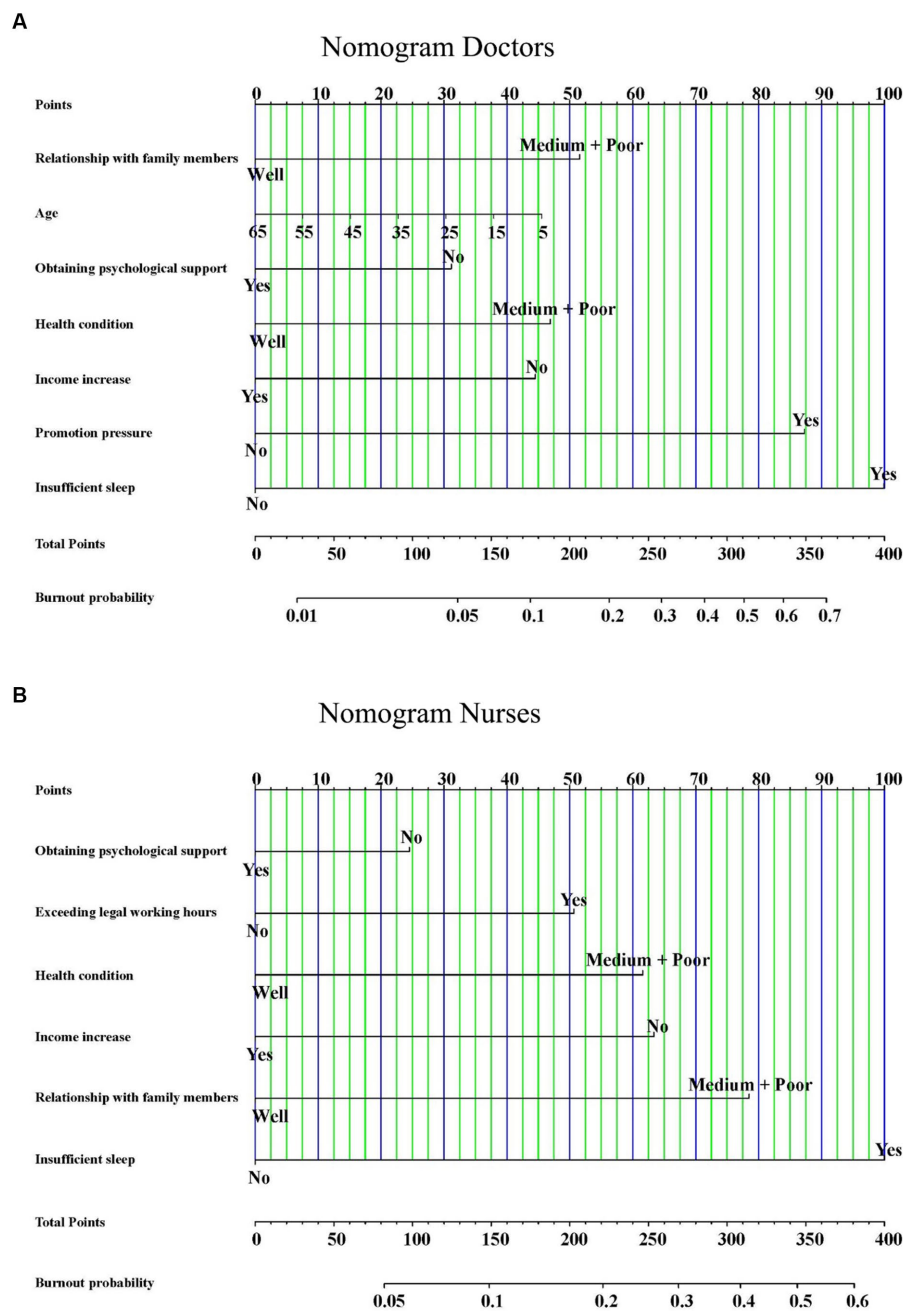 A
Nomogram Doctors
Points 0 10 20 30 40 50 60 70 80 90 100
Medium + Poor
Relationship with family members
Well
Age
65 55 45 35 25 15 5
No
Obtaining psychological support
Yes
Medium + Poor
Health condition
Well
No
Income increase
Yes
Yes
Promotion pressure
No
Yes
Insufficient sleep
No
Total Points
0 50 100 150 200 250 300 350 400
Burnout probability
0.01 0.05 0.1 0.2 0.3 0.4 0.5 0.6 0.7
B
Nomogram Nurses
Points 0 10 20 30 40 50 60 70 80 90 100
No
Obtaining psychological support
Yes
Yes
Exceeding legal working hours
No
Medium + Poor
Health condition
Well
No
Income increase
Yes
Medium + Poor
Relationship with family members
Well
Yes
Insufficient sleep
No
Total Points
0 50 100 150 200 250 300 350 400
Burnout probability
0.05 0.1 0.2 0.3 0.4 0.5 0.6